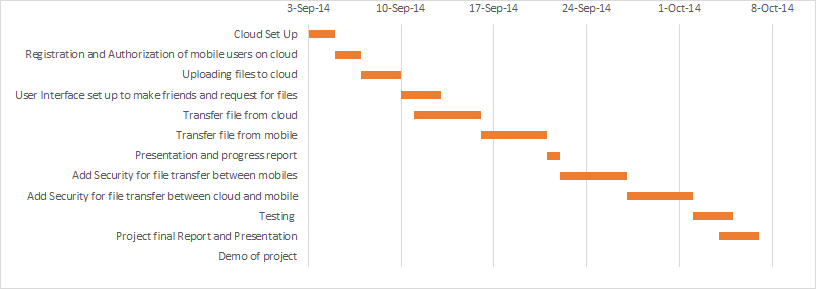 3-Sep-14 10-Sep-14 17-Sep-14 24-Sep-14 1-Oct-14 8-Oct-14
Cloud Set Up
Registration and Authorization of mobile users on cloud
Uploading files to cloud
User Interface set up to make friends and request for files
Transfer file from cloud
Transfer file from mobile
Presentation and progress report
Add Security for file transfer between mobiles
Add Security for file transfer between cloud and mobile
Testing
Project final Report and Presentation
Demo of project